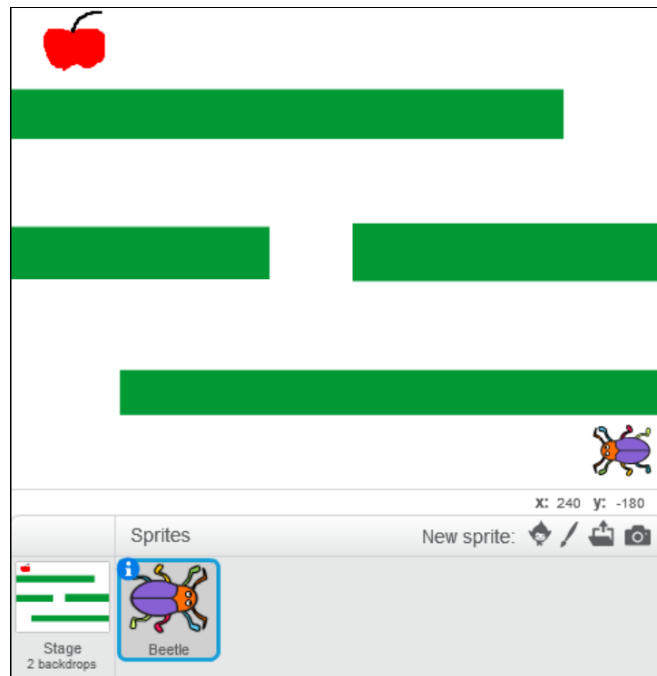 x: 240 y: -180
Sprites
New sprite:
Stage
2 backdrops
Beetle